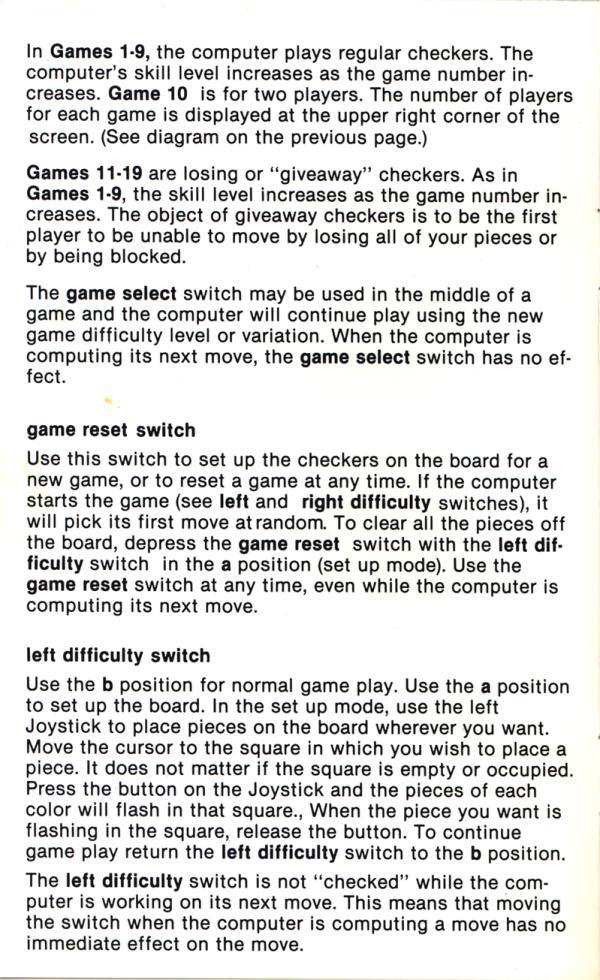 In Games 1-9, the computer plays regular checkers. The
computer's skill level increases as the game number in-
creases. Game 10 is for two players. The number of players
for each game is displayed at the upper right corner of the
screen. (See diagram on the previous page.)
Games 11-19 are losing or "giveaway" checkers. As in
Games 1-9, the skill level increases as the game number in-
creases. The object of giveaway checkers is to be the first
player to be unable to move by losing all of your pieces or
by being blocked.
The game select switch may be used in the middle of a
game and the computer will continue play using the new
game difficulty level or variation. When the computer is
computing its next move, the game select switch has no ef-
fect.
game reset switch
Use this switch to set up the checkers on the board for a
new game, or to reset a game at any time. If the computer
starts the game (see left and right difficulty switches), it
will pick its first move at random. To clear all the pieces off
the board, depress the game reset switch with the left dif-
ficulty switch in the a position (set up mode). Use the
game reset switch at any time, even while the computer is
computing its next move.
left difficulty switch
Use the b position for normal game play. Use the a position
to set up the board. In the set up mode, use the left
Joystick to place pieces on the board wherever you want.
Move the cursor to the square in which you wish to place a
piece. It does not matter if the square is empty or occupied.
Press the button on the Joystick and the pieces of each
color will flash in that square., When the piece you want is
flashing in the square, release the button. To continue
game play return the left difficulty switch to the b position.
The left difficulty switch is not "checked" while the com-
puter is working on its next move. This means that moving
the switch when the computer is computing a move has no
immediate effect on the move.